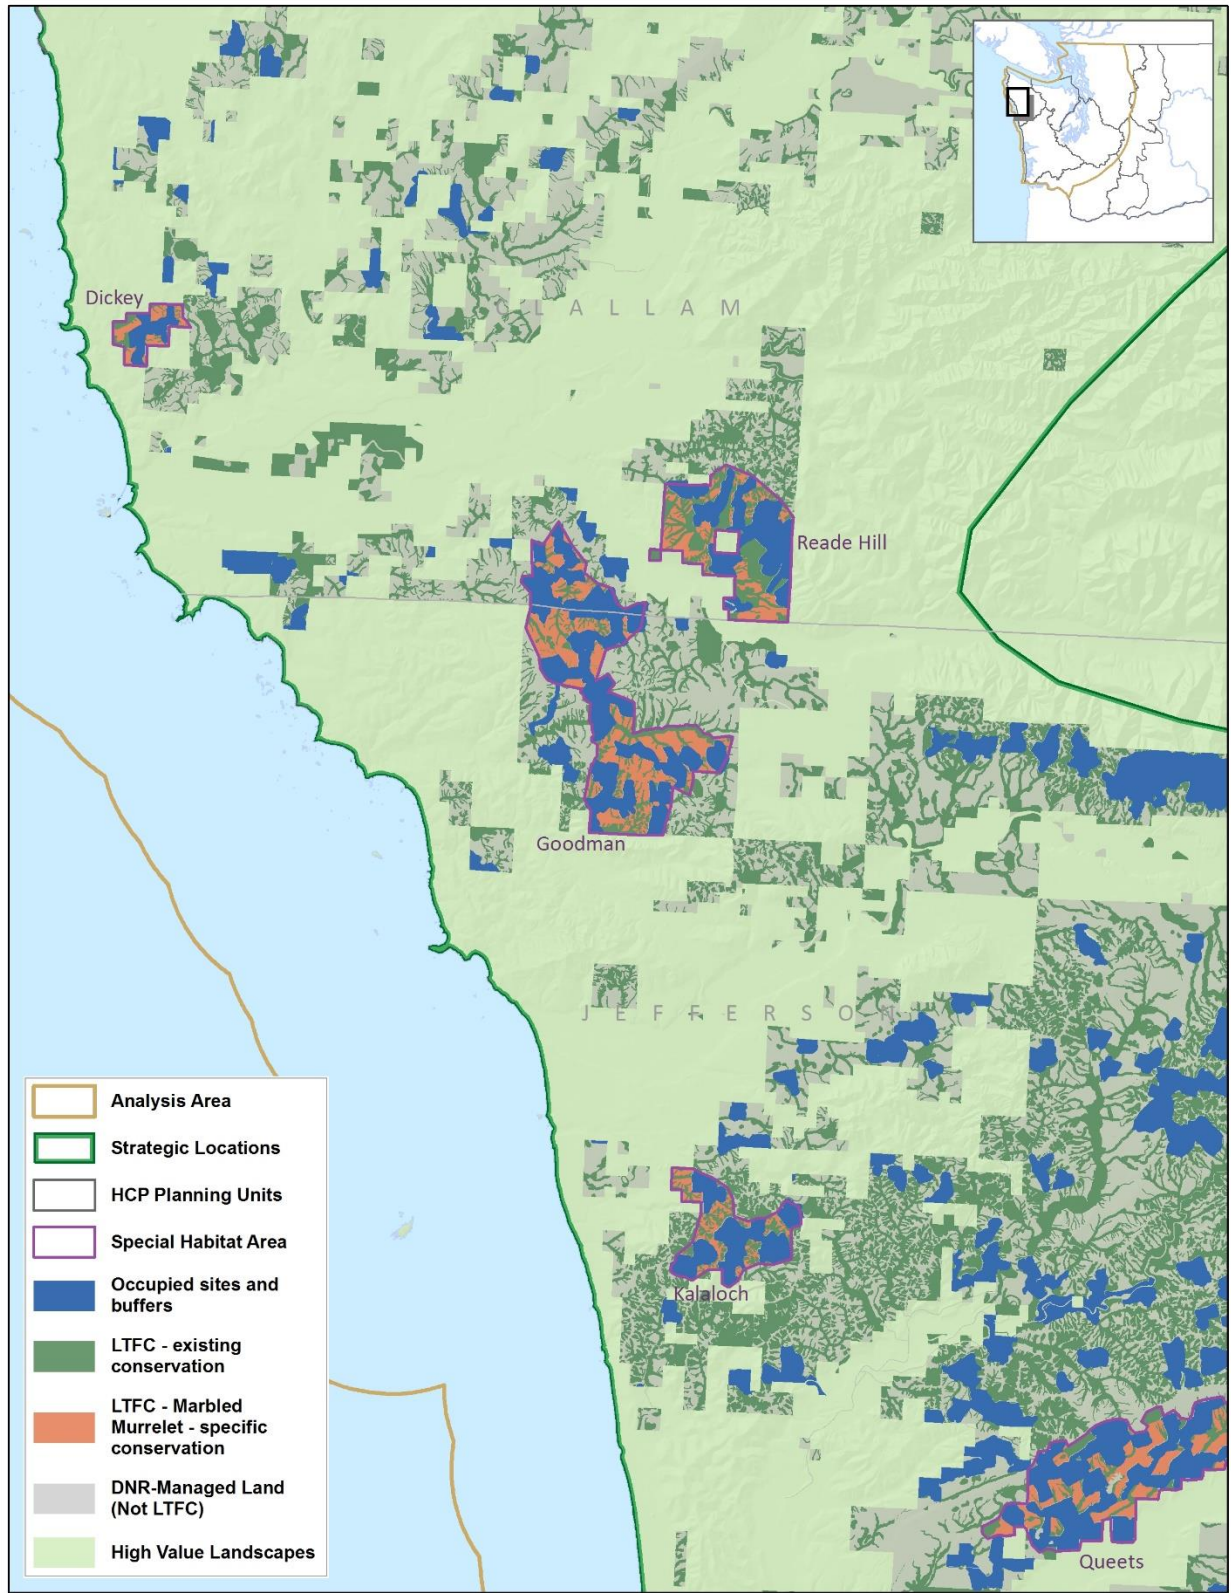 Dickey
C L A L L A M
Reade Hill
Goodman
J E F F E R S O N
Kalaloch
Queets
Analysis Area
Strategic Locations
HCP Planning Units
Special Habitat Area
Occupied sites and
buffers
LTFC - existing
conservation
LTFC - Marbled
Murrelet - specific
conservation
DNR-Managed Land
(Not LTFC)
High Value Landscapes